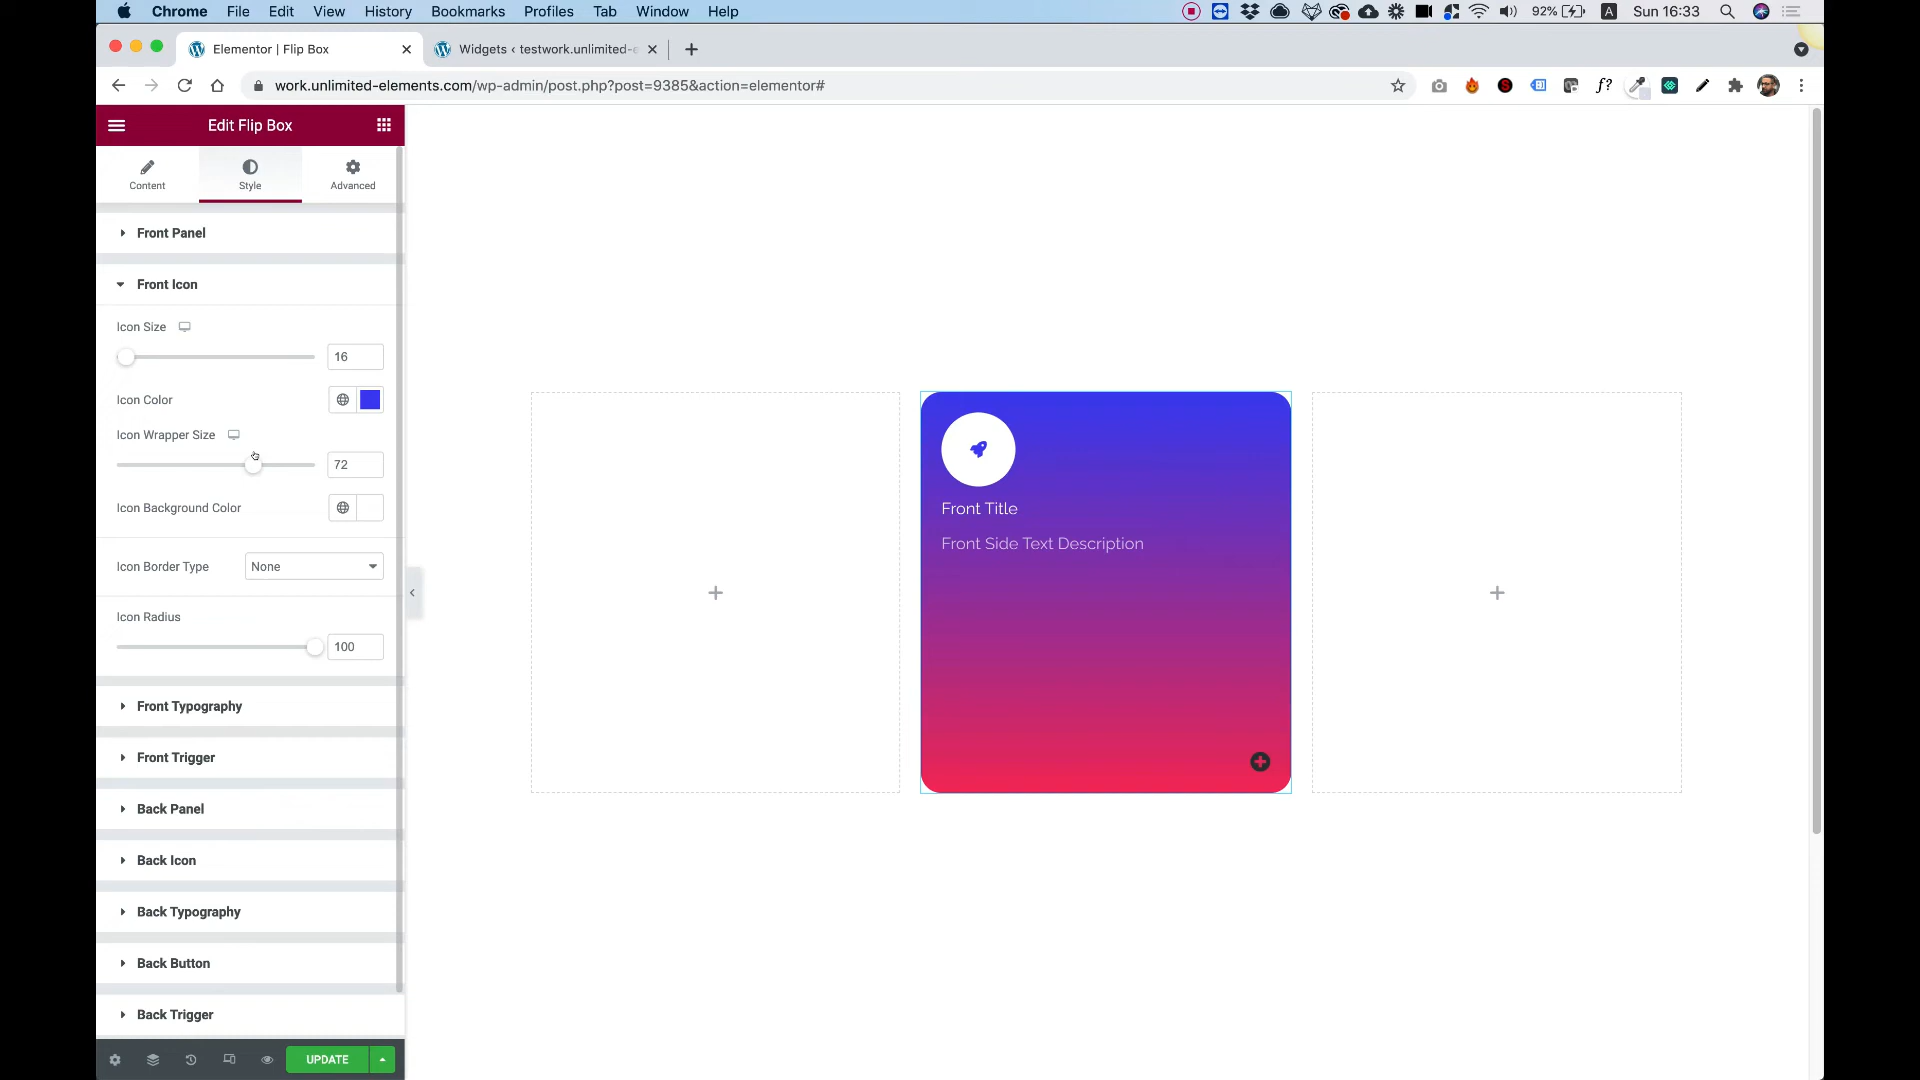 Chrome File Edit View History Bookmarks Profiles Tab Window Help
92% A Sun 16:33
Elementor | Flip Box
Widgets ‹ testwork.unlimited-e
work.unlimited-elements.com/wp-admin/post.php?post=9385&action=elementor#
f?
Edit Flip Box
Content
Style
Advanced
Front Panel
Front Icon
Icon Size
16
Icon Color
Icon Wrapper Size
72
Icon Background Color
Icon Border Type
None
Icon Radius
100
Front Typography
Front Trigger
Back Panel
Back Icon
Back Typography
Back Button
Back Trigger
UPDATE
Front Title
Front Side Text Description